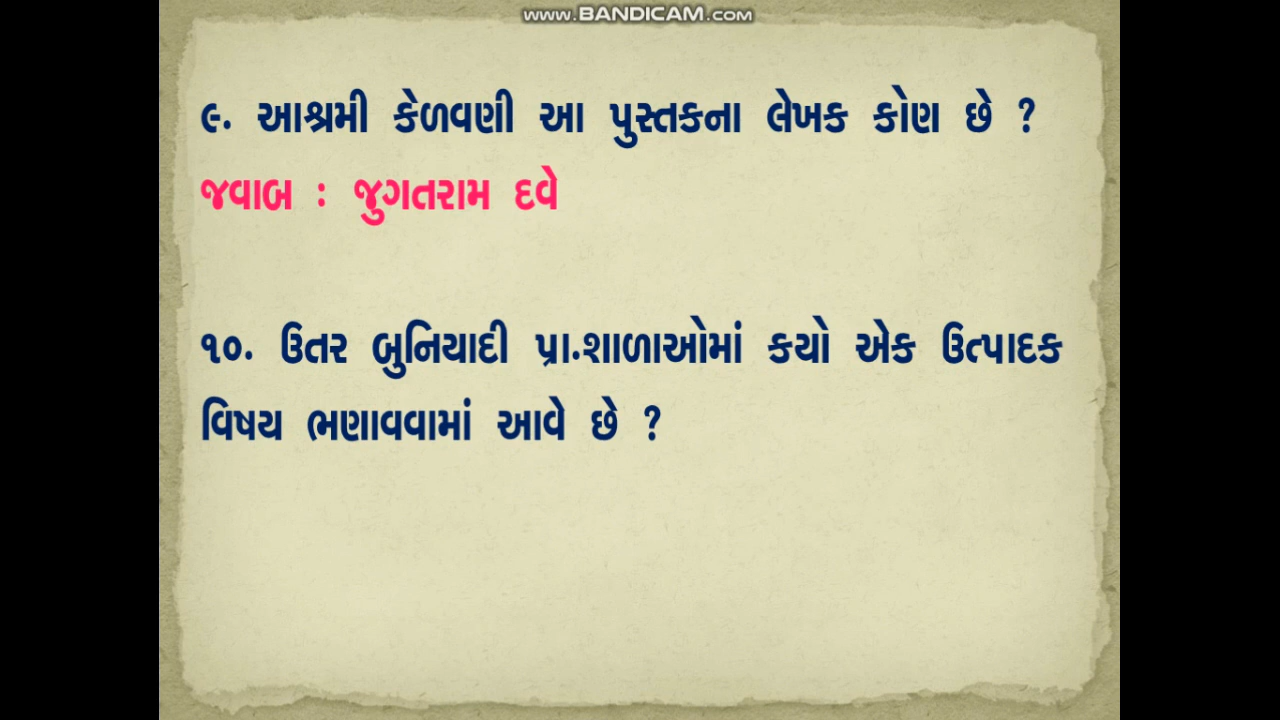 www.BANDICAM.com
૯. આશ્રમી કેળવણી આ પુસ્તકના લેખક કોણ છે ?
જવાબ : જુગતરામ દવે
૧૦. ઉતર બુનિયાદી પ્રા.શાળાઓમાં કયો એક ઉત્પાદક
વિષય ભણાવવામાં આવે છે ?